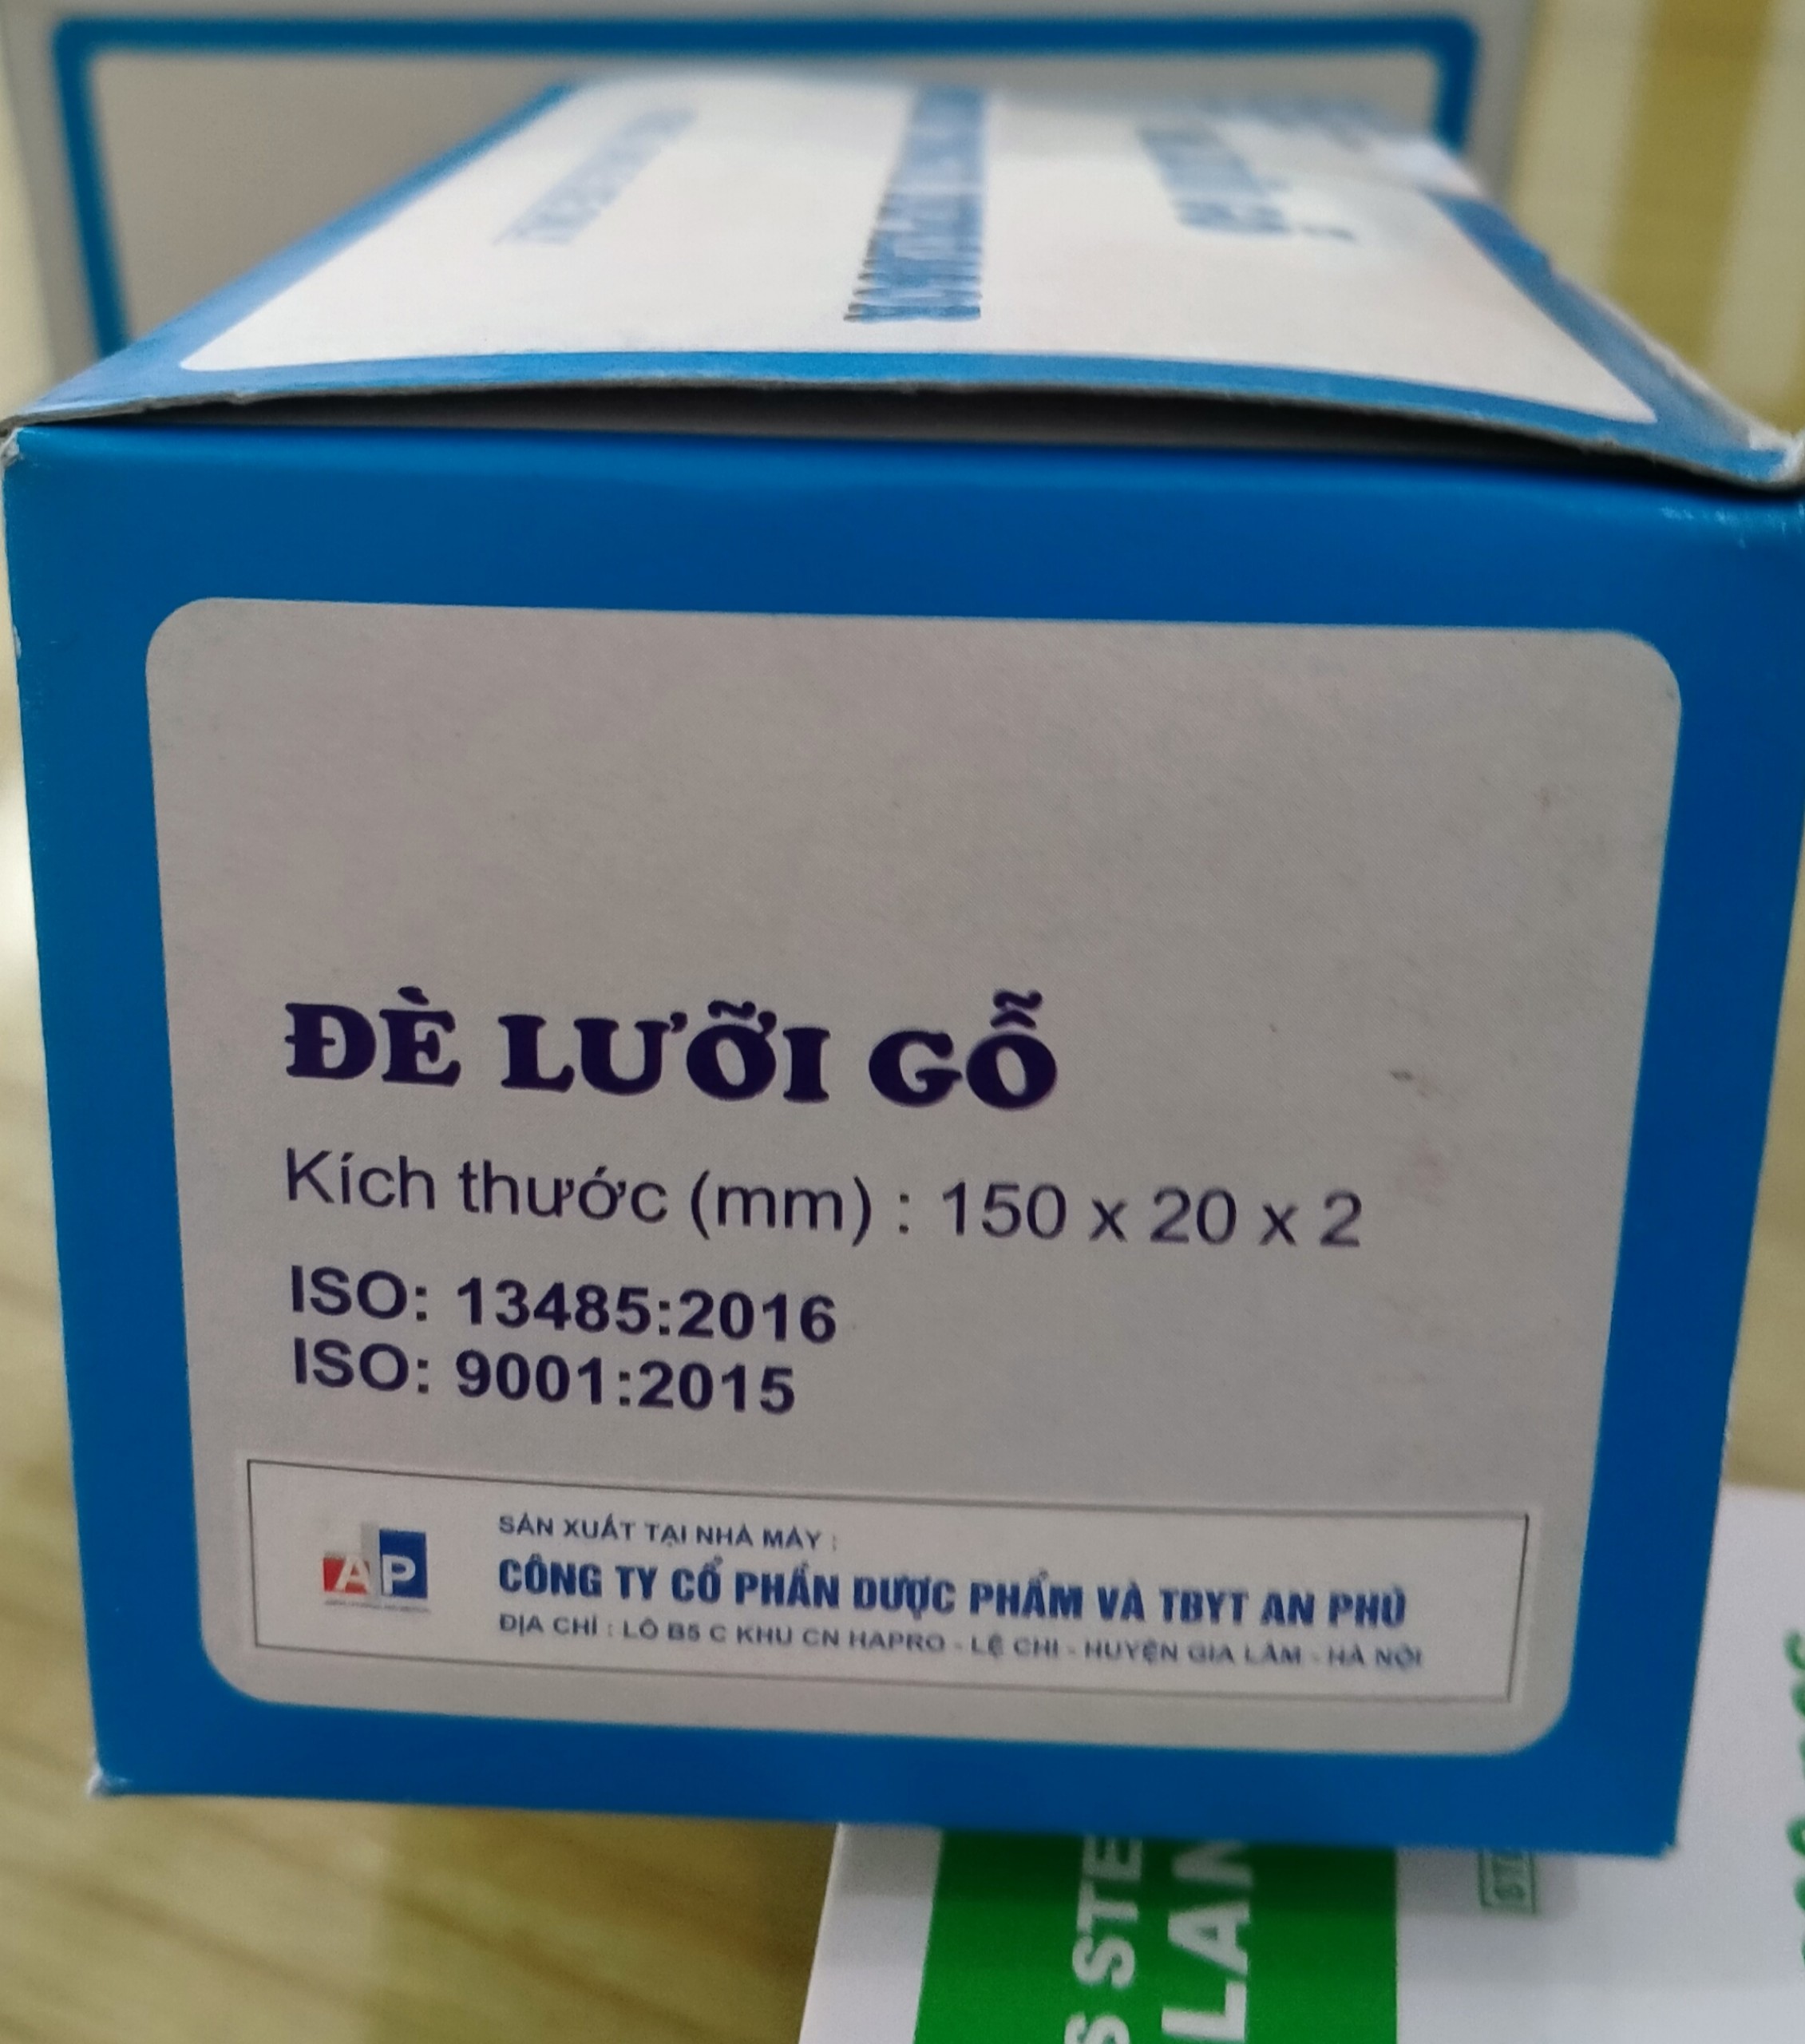 ĐÈ LƯỠI GỖ
Kích thước (mm) : 150 x 20 x 2
ISO: 13485:2016
ISO: 9001:2015
AP
SẢN XUẤT TẠI NHÀ MÁY :
CÔNG TY CỔ PHẦN DƯỢC PHẨM VÀ TBYT AN PHÚ
ĐỊA CHỈ : LÔ B5 C KHU CN HAPRO - LỆ CHI - HUYỆN GIA LÂM - HÀ NỘI